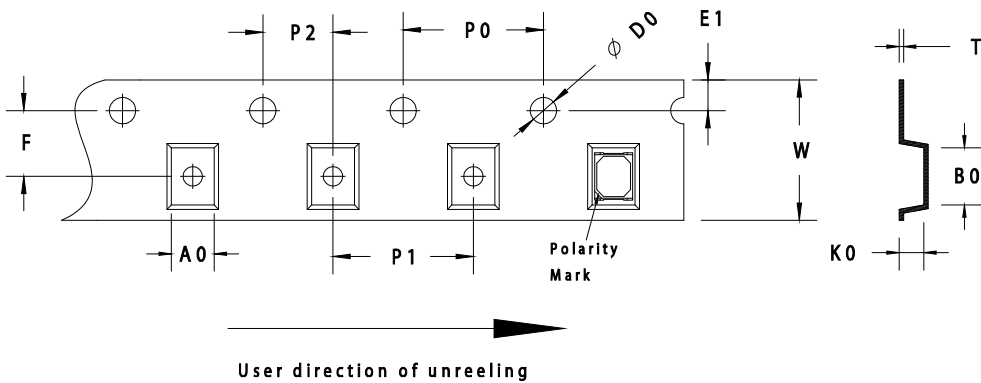 P2
P0
Φ D0
E1
T
F
W
B0
A0
P1
Polarity
Mark
K0
User direction of unreeling